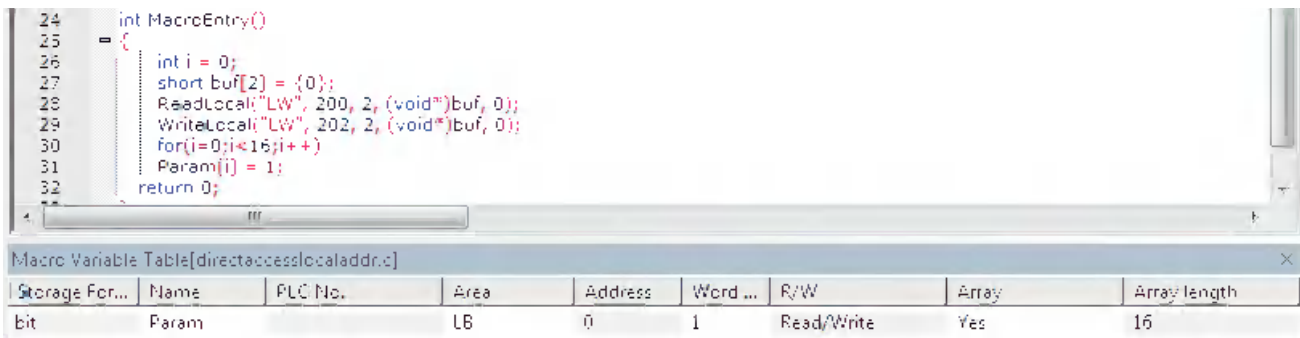 24 int MacroEntry()
25 {
26 int i = 0;
27 short buf[2] = {0};
28 ReadLocal("LW", 200, 2, (void*)buf, 0);
29 WriteLocal("LW", 202, 2, (void*)buf, 0);
30 for(i=0;i<16;i++)
31 Param[i] = 1;
32 return 0;
Macro Variable Table[directaccesslocaladdr.c]
Storage For... Name PLC No. Area Address Word ... R/W Array Array length
bit Param LB 0 1 Read/Write Yes 16